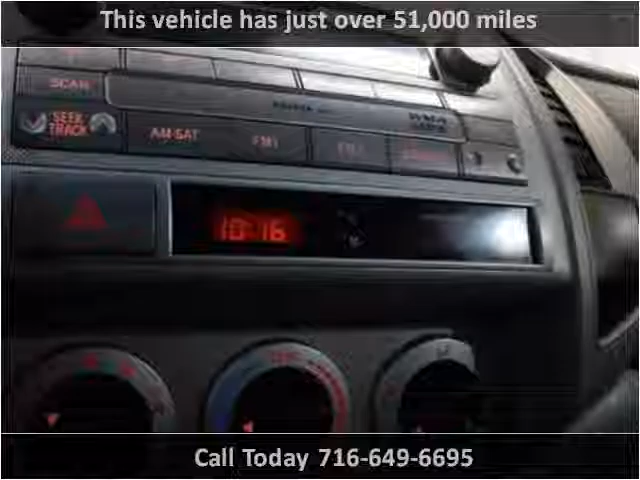 This vehicle has just over 51,000 miles
SCAN
SEEK
TRACK
AM·SAT
FM1
10:16
Call Today 716-649-6695